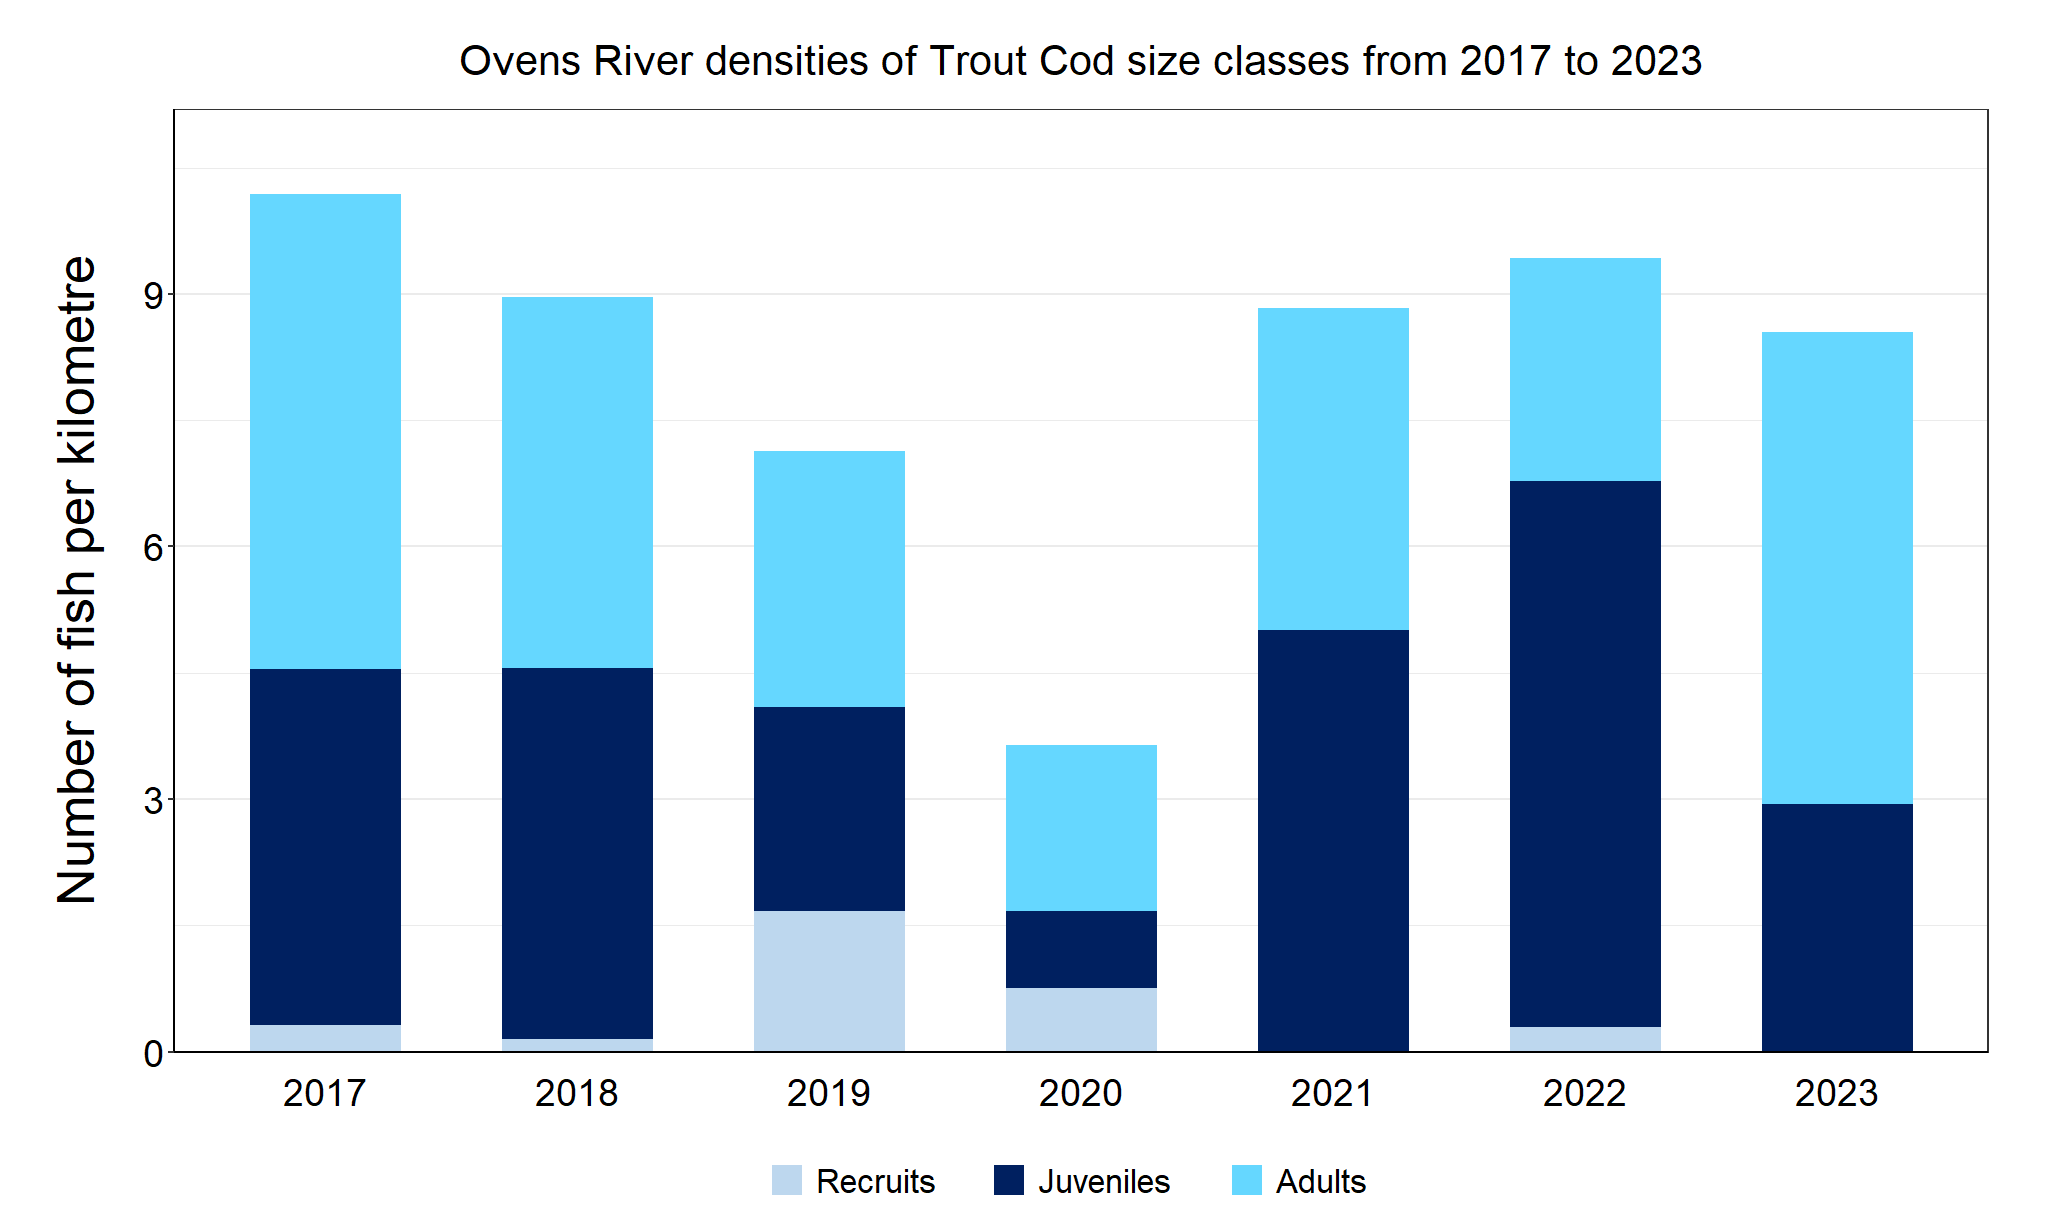 Ovens River densities of Trout Cod size classes from 2017 to 2023
Number of fish per kilometre
9
6
3
0
2017 2018 2019 2020 2021 2022 2023
Recruits Juveniles Adults